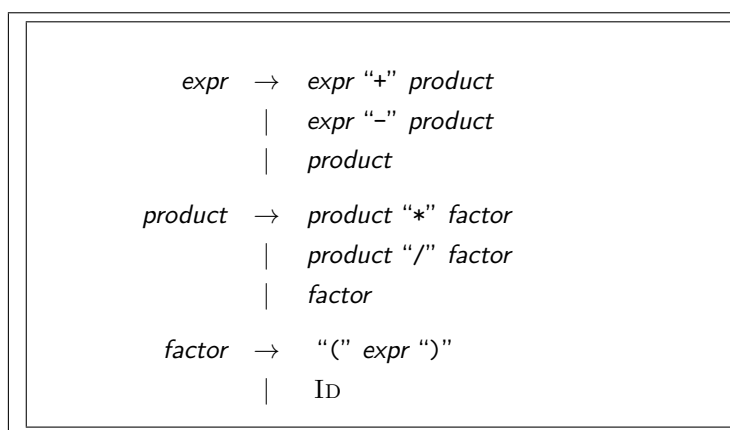 expr → expr “+” product
| expr “-” product
| product
product → product “*” factor
| product “/” factor
| factor
factor → “(” expr “)”
| ID